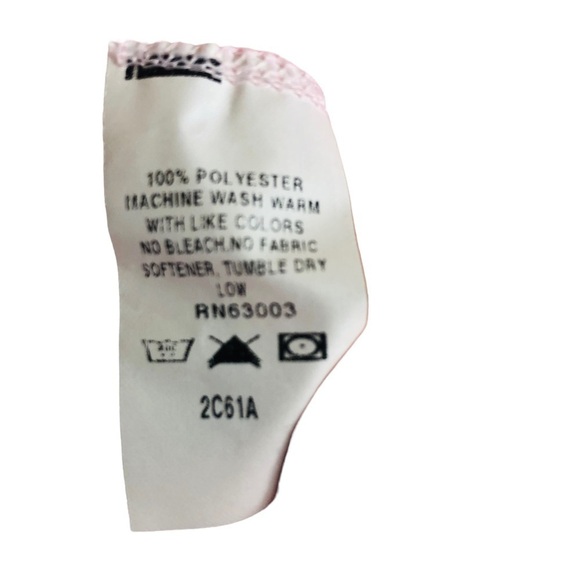 100% POLYESTER
MACHINE WASH WARM
WITH LIKE COLORS
NO BLEACH,NO FABRIC
SOFTENER, TUMBLE DRY
LOW
RN63003
2C61A